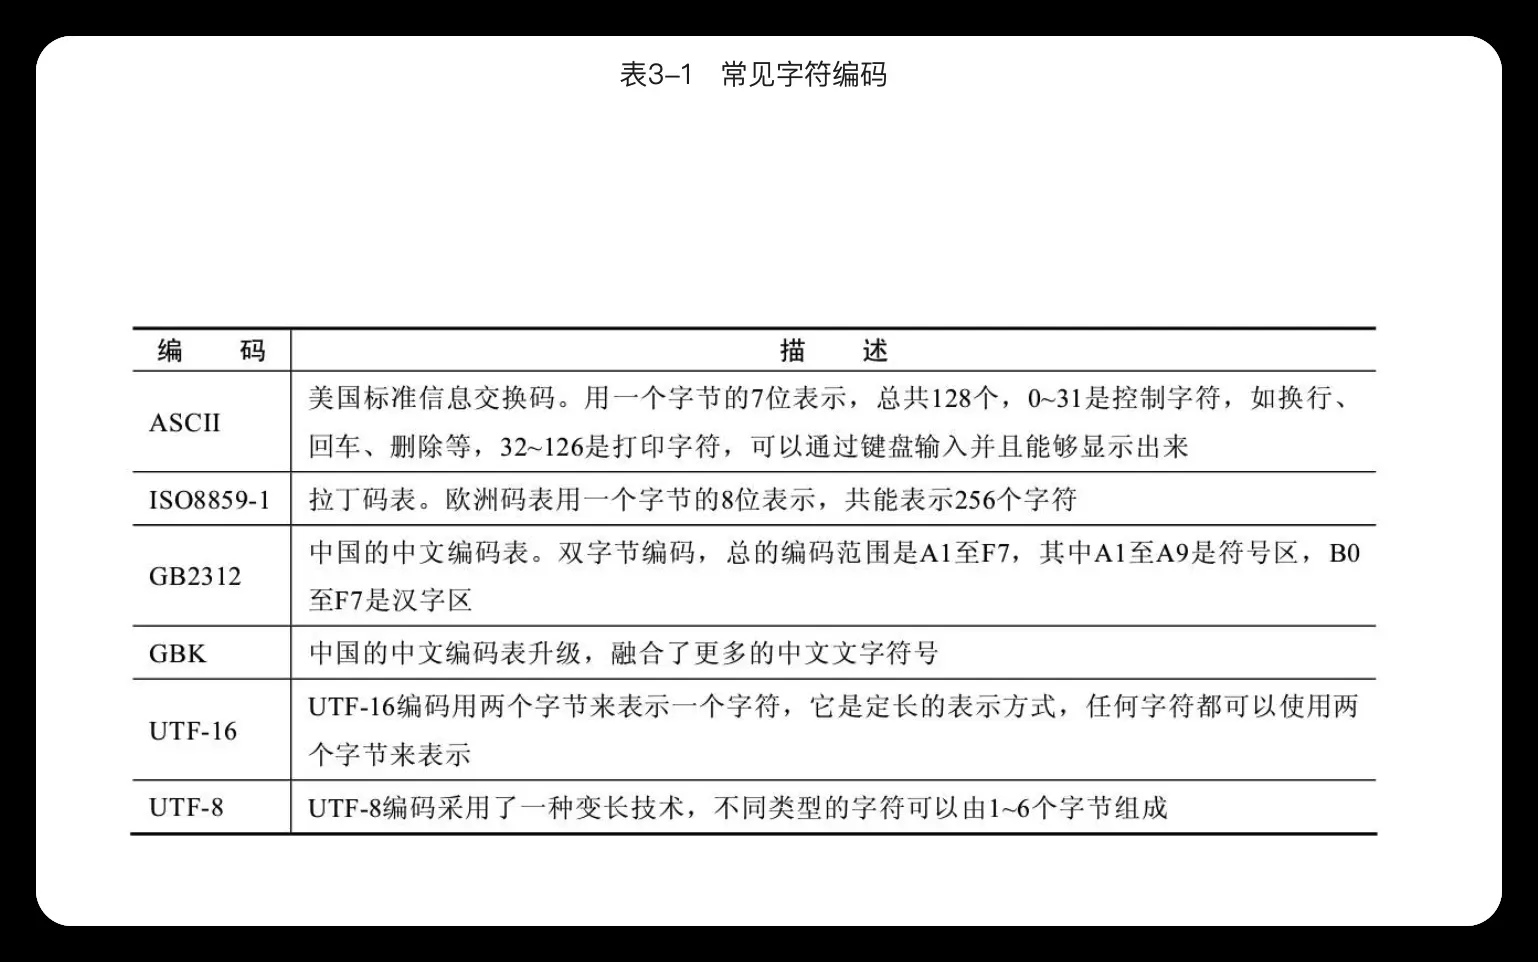 表3-1 常见字符编码
编 码 描 述
ASCII
美国标准信息交换码。用一个字节的7位表示，总共128个，0~31是控制字符，如换行、
回车、删除等，32~126是打印字符，可以通过键盘输入并且能够显示出来
ISO8859-1
拉丁码表。欧洲码表用一个字节的8位表示，共能表示256个字符
GB2312
中国的中文编码表。双字节编码，总的编码范围是A1至F7，其中A1至A9是符号区，B0
至F7是汉字区
GBK
中国的中文编码表升级，融合了更多的中文文字符号
UTF-16
UTF-16编码用两个字节来表示一个字符，它是定长的表示方式，任何字符都可以使用两
个字节来表示
UTF-8
UTF-8编码采用了一种变长技术，不同类型的字符可以由1~6个字节组成